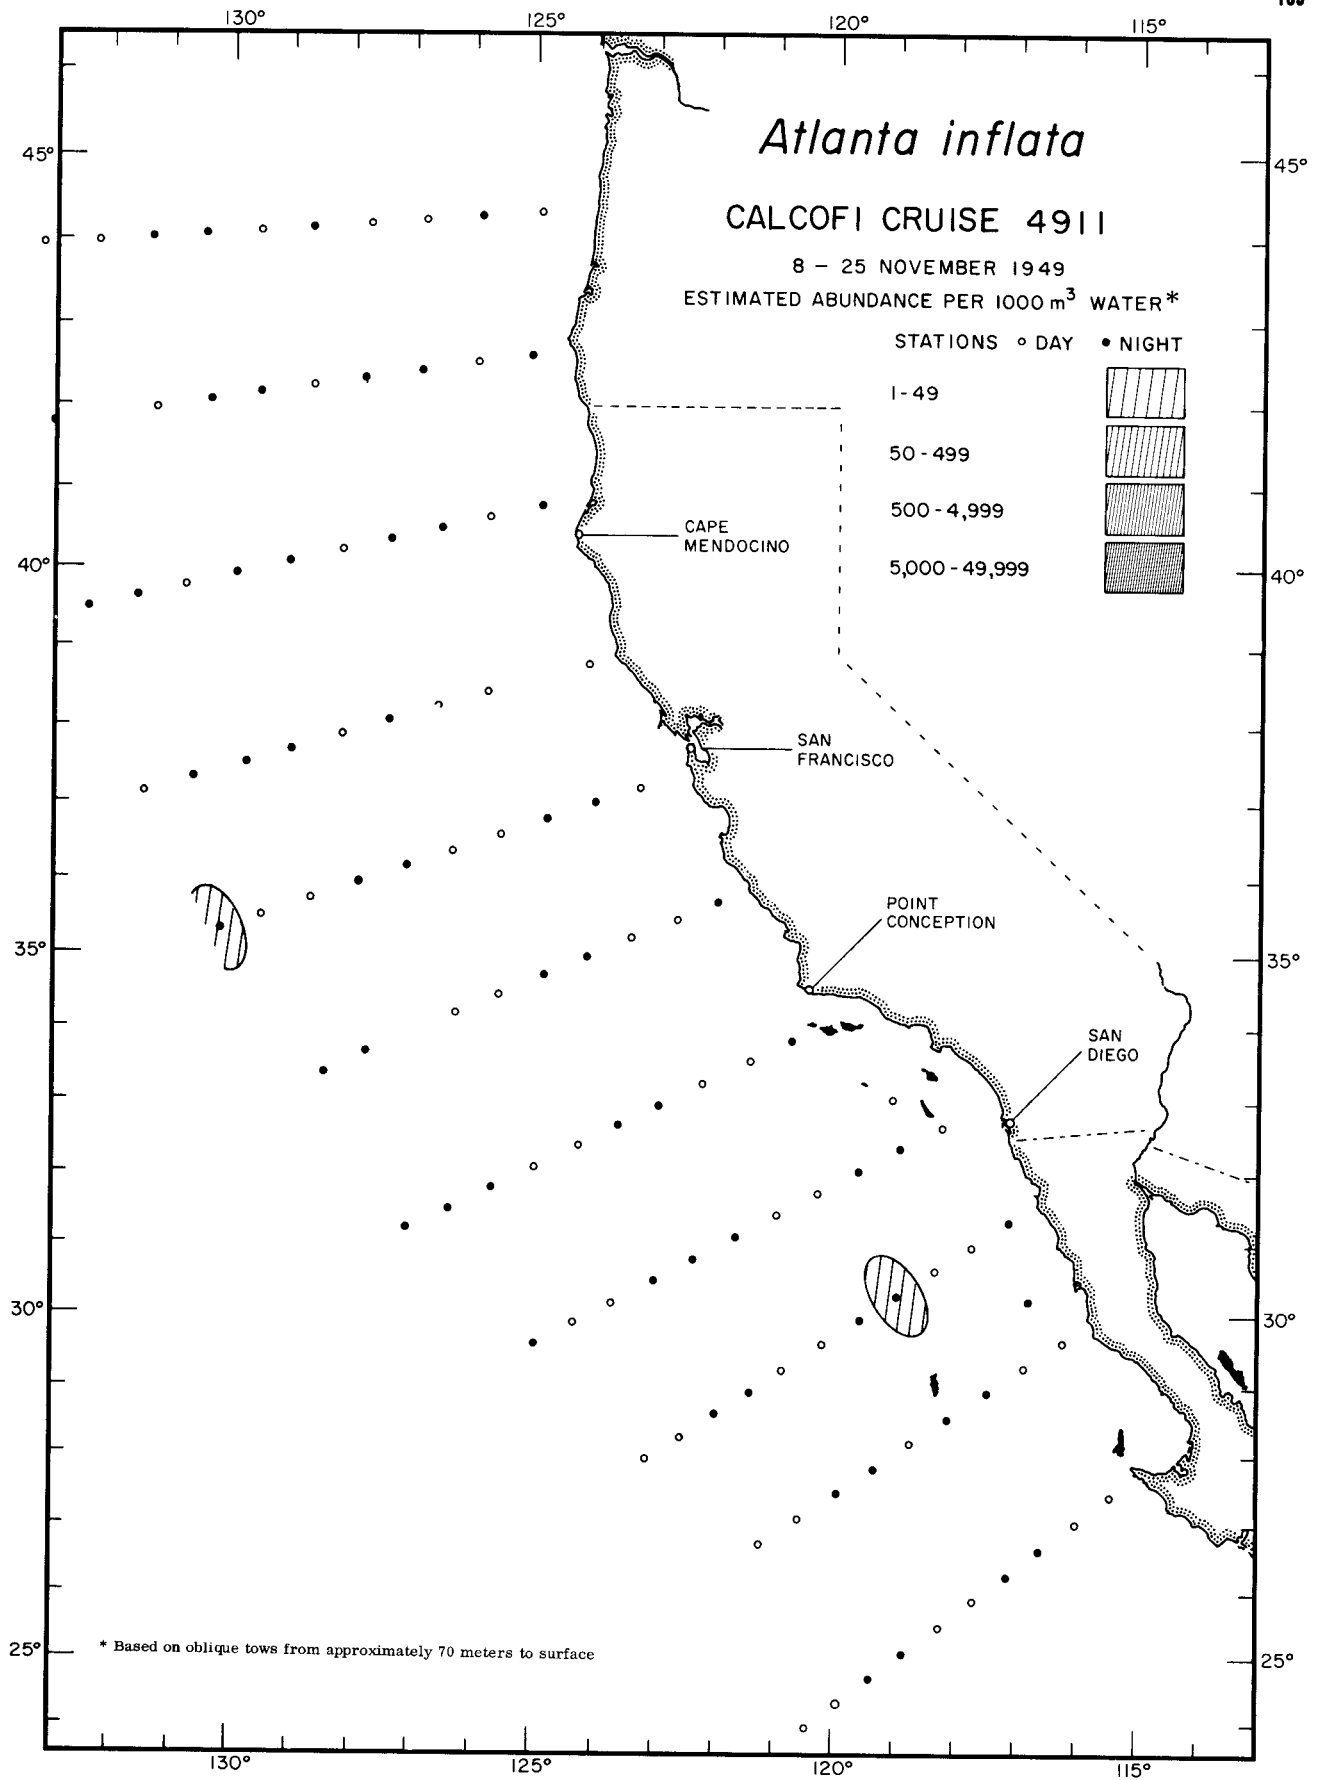 130°
125°
120°
115°
Atlanta inflata
CALCOFI CRUISE 4911
8 – 25 NOVEMBER 1949
ESTIMATED ABUNDANCE PER 1000 m³ WATER*
STATIONS ○ DAY ● NIGHT
1-49
50-499
500-4,999
5,000-49,999
45°
45°
CAPE
MENDOCINO
40°
40°
SAN
FRANCISCO
POINT
CONCEPTION
35°
35°
SAN
DIEGO
30°
30°
25°
* Based on oblique tows from approximately 70 meters to surface
25°
130°
125°
120°
115°